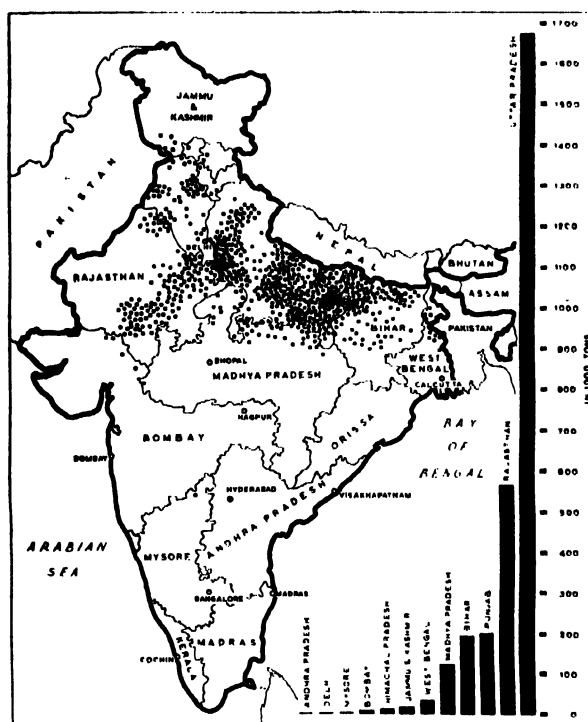 JAMMU
&
KASHMIR
PAKISTAN
RAJASTHAN
NEPAL
BHUTAN
ASSAM
PAKISTAN
BIHAR
WEST
BENGAL
CALCUTTA
BHOPAL
MADHYA PRADESH
NAGPUR
BOMBAY
BOMBAY
ORISSA
BAY
OF
BENGAL
HYDERABAD
ANDHRA PRADESH
VISAKHAPATNAM
ARABIAN
SEA
MYSORE
BANGALORE
MADRAS
MADRAS
KERALA
COCHIN
ANDHRA PRADESH
DELHI
MYSORE
BOMBAY
HIMACHAL PRADESH
JAMMU & KASHMIR
WEST BENGAL
MADHYA PRADESH
BIHAR
PUNJAB
RAJASTHAN
UTTAR PRADESH
1700
1600
1500
1400
1300
1200
1100
1000
900
800
700
600
500
400
300
200
100
0
IN 1000 TONS